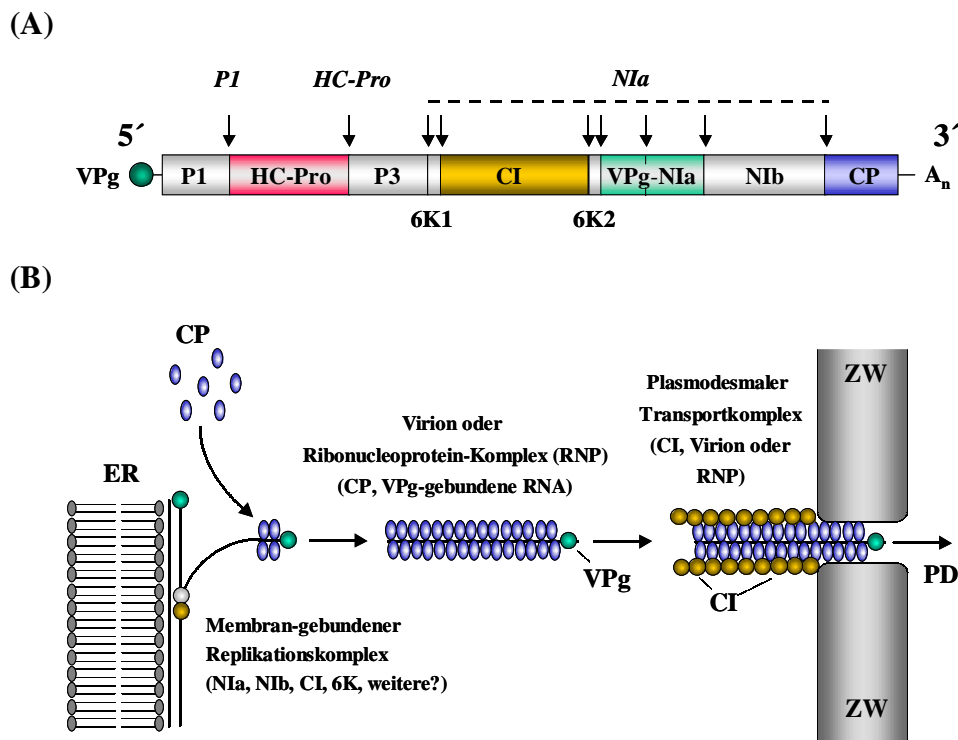 (A)
P1 HC-Pro NIa
5´ 3´
VPg P1 HC-Pro P3 CI VPg-NIa NIb CP An
6K1 6K2
(B)
CP
ER
Virion oder
Ribonucleoprotein-Komplex (RNP)
(CP, VPg-gebundene RNA)
VPg
Membran-gebundener
Replikationskomplex
(NIa, NIb, CI, 6K, weitere?)
Plasmodesmaler
Transportkomplex
(CI, Virion oder
RNP)
ZW
CI
PD
ZW